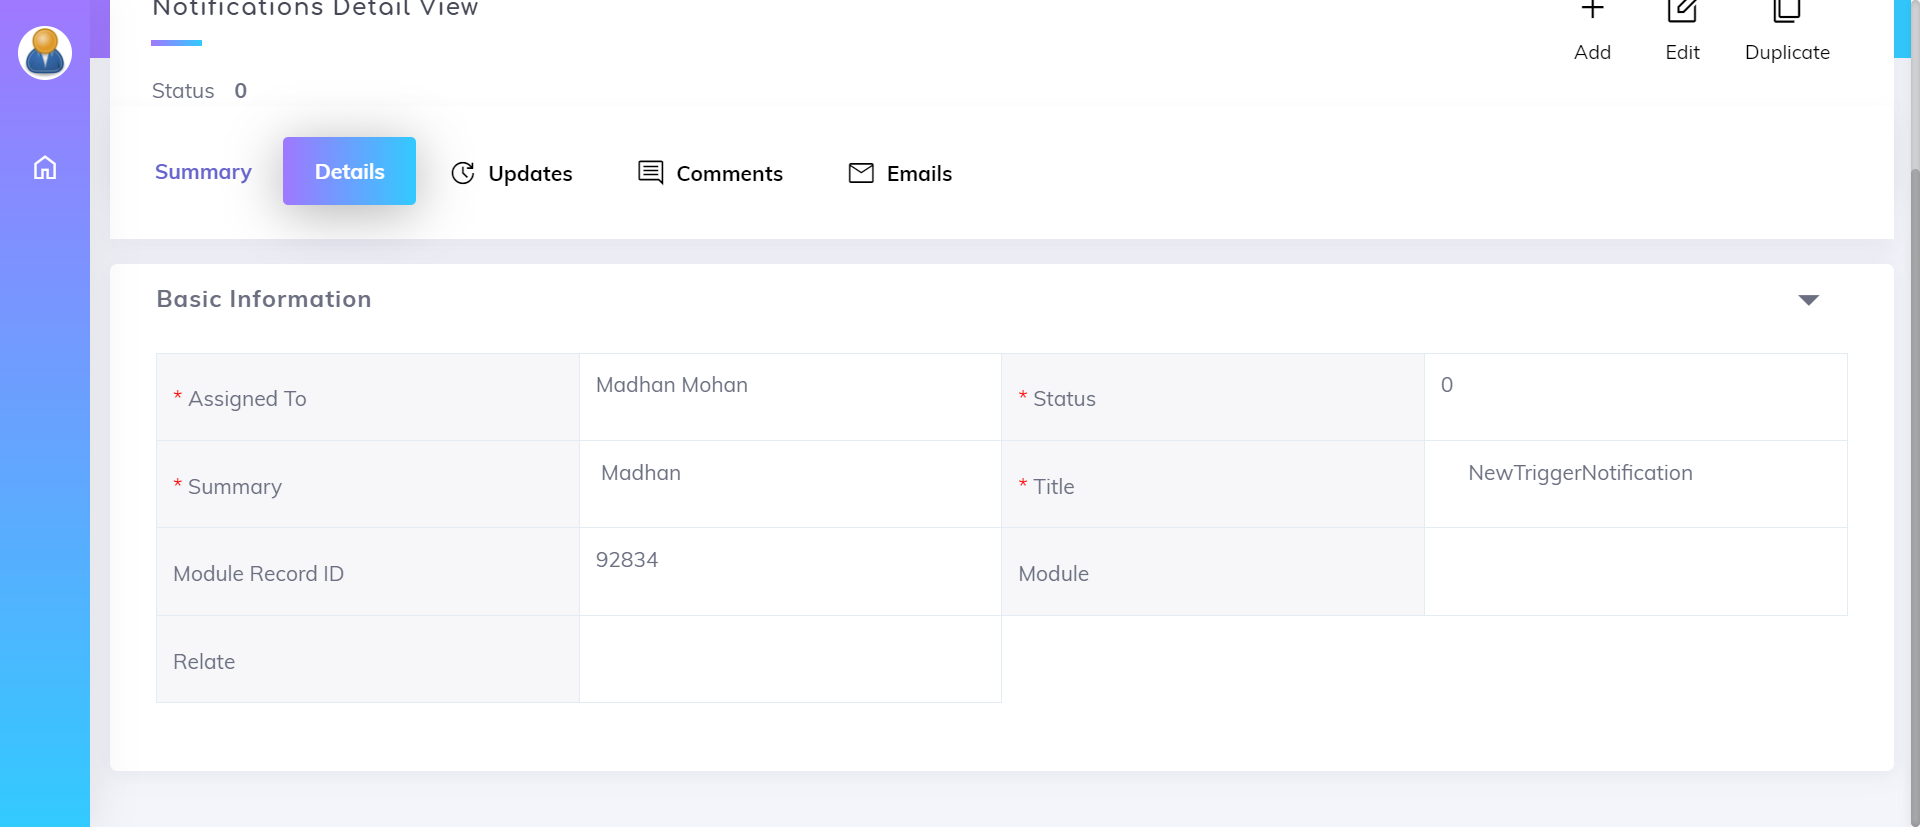 Notifications Detail View
Add Edit Duplicate
Status 0
Summary Details Updates Comments Emails
Basic Information
* Assigned To Madhan Mohan * Status 0
* Summary Madhan * Title NewTriggerNotification
Module Record ID 92834 Module
Relate